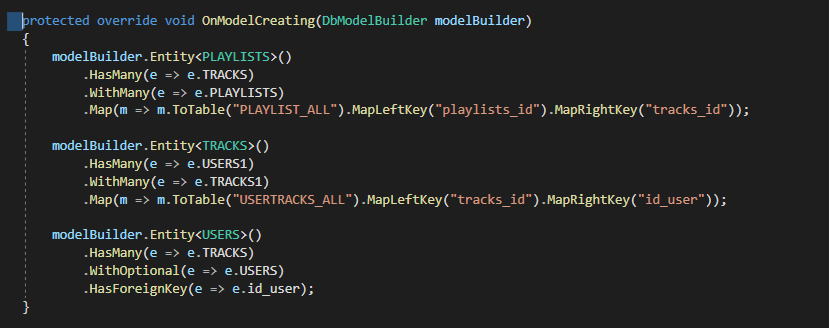 protected override void OnModelCreating(DbModelBuilder modelBuilder)
{
    modelBuilder.Entity<PLAYLISTS>()
        .HasMany(e => e.TRACKS)
        .WithMany(e => e.PLAYLISTS)
        .Map(m => m.ToTable("PLAYLIST_ALL").MapLeftKey("playlists_id").MapRightKey("tracks_id"));

    modelBuilder.Entity<TRACKS>()
        .HasMany(e => e.USERS1)
        .WithMany(e => e.TRACKS1)
        .Map(m => m.ToTable("USERTRACKS_ALL").MapLeftKey("tracks_id").MapRightKey("id_user"));

    modelBuilder.Entity<USERS>()
        .HasMany(e => e.TRACKS)
        .WithOptional(e => e.USERS)
        .HasForeignKey(e => e.id_user);
}